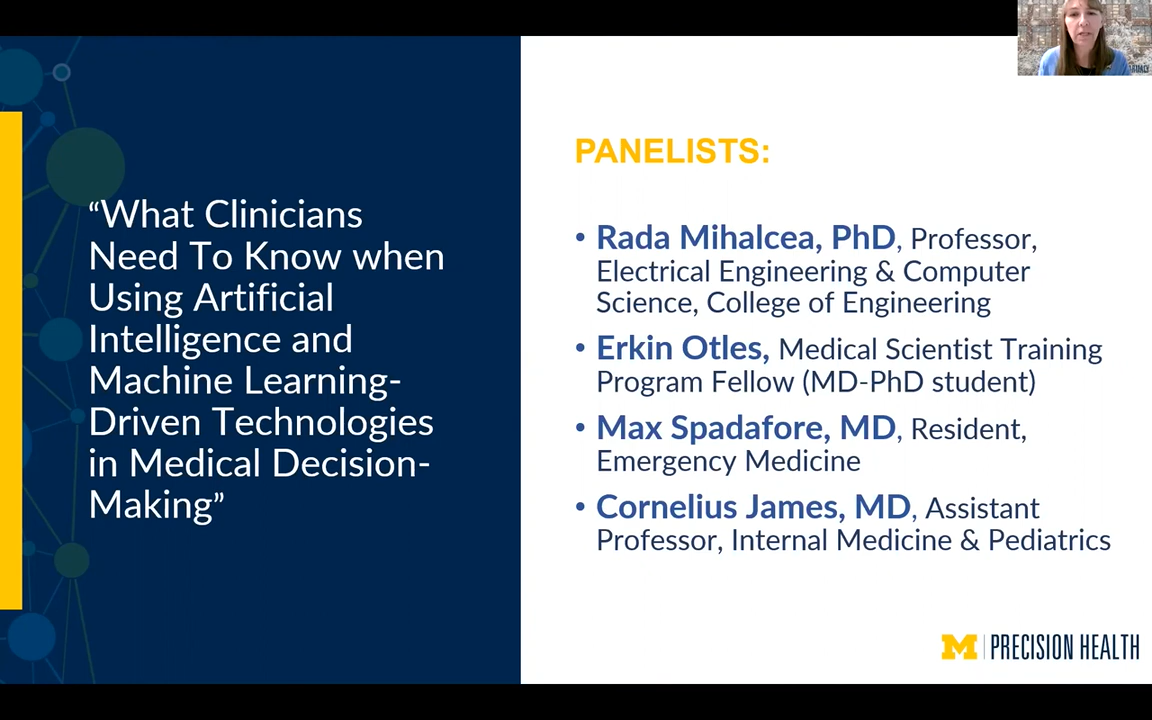 “What Clinicians
Need To Know when
Using Artificial
Intelligence and
Machine Learning-
Driven Technologies
in Medical Decision-
Making”
PANELISTS:
• Rada Mihalcea, PhD, Professor,
Electrical Engineering & Computer
Science, College of Engineering
• Erkin Otles, Medical Scientist Training
Program Fellow (MD-PhD student)
• Max Spadafore, MD, Resident,
Emergency Medicine
• Cornelius James, MD, Assistant
Professor, Internal Medicine & Pediatrics
M | PRECISION HEALTH